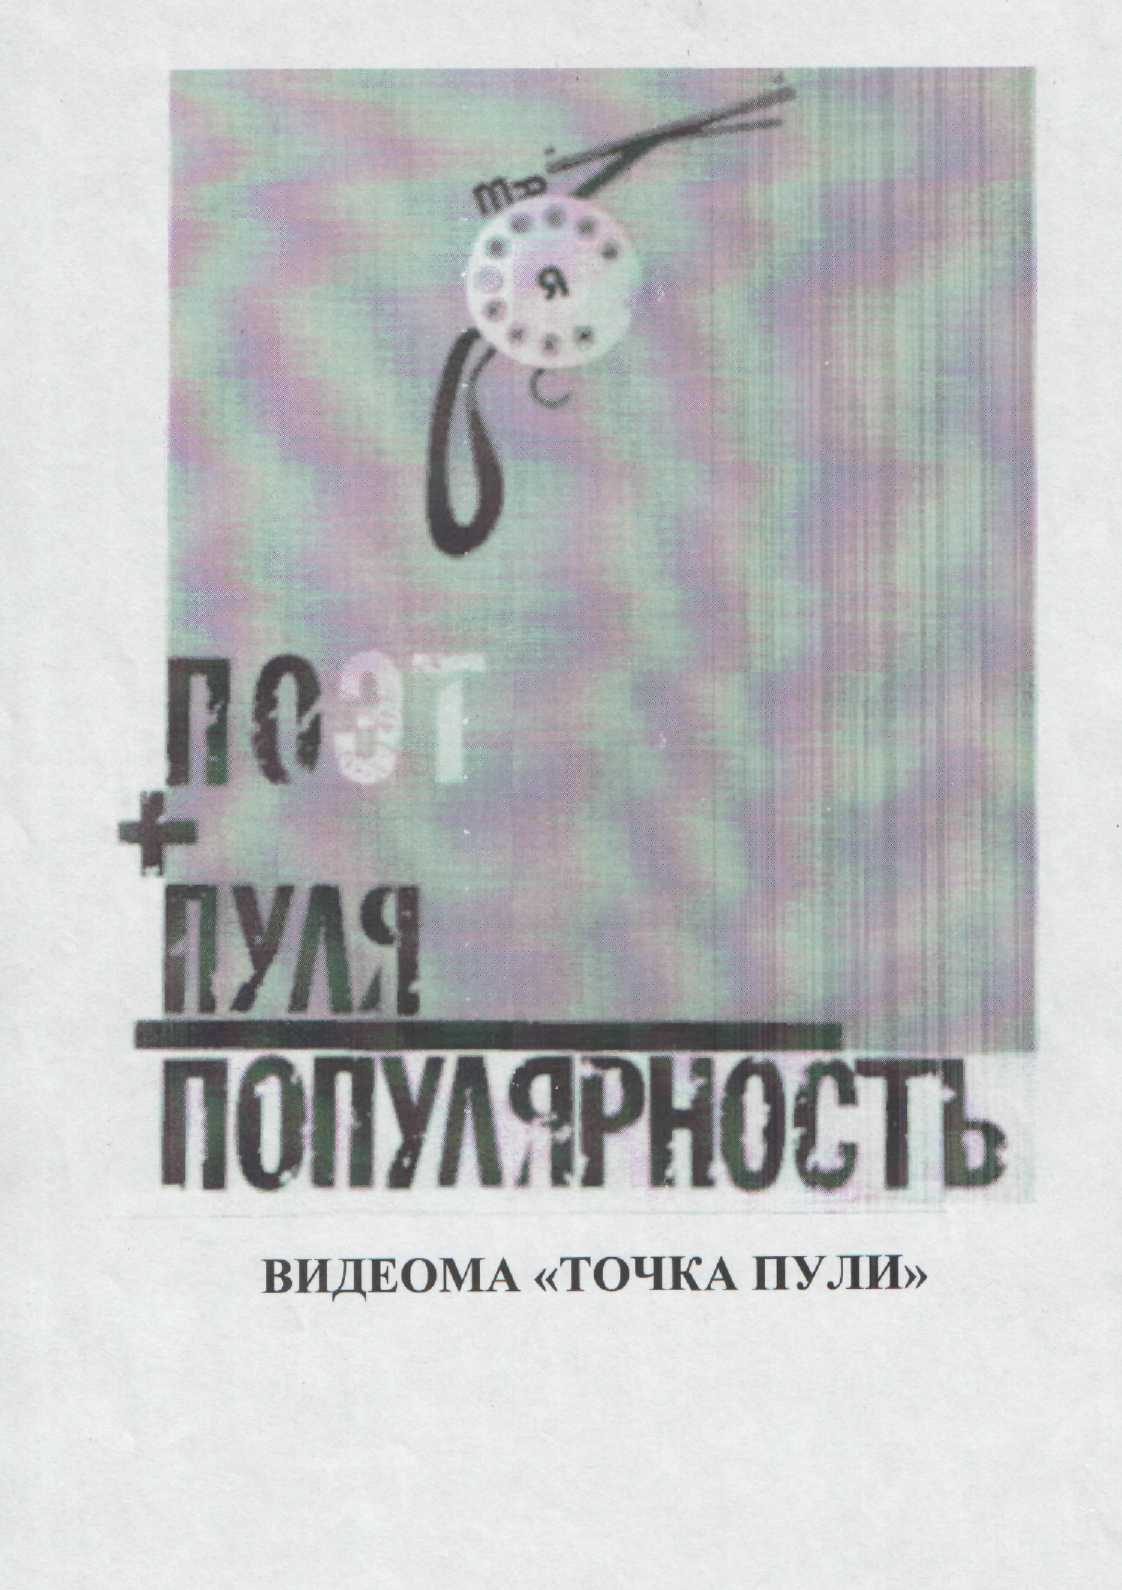 Я
С
ПОЭТ
+
ПУЛЯ
ПОПУЛЯРНОСТЬ
ВИДЕОМА «ТОЧКА ПУЛИ»